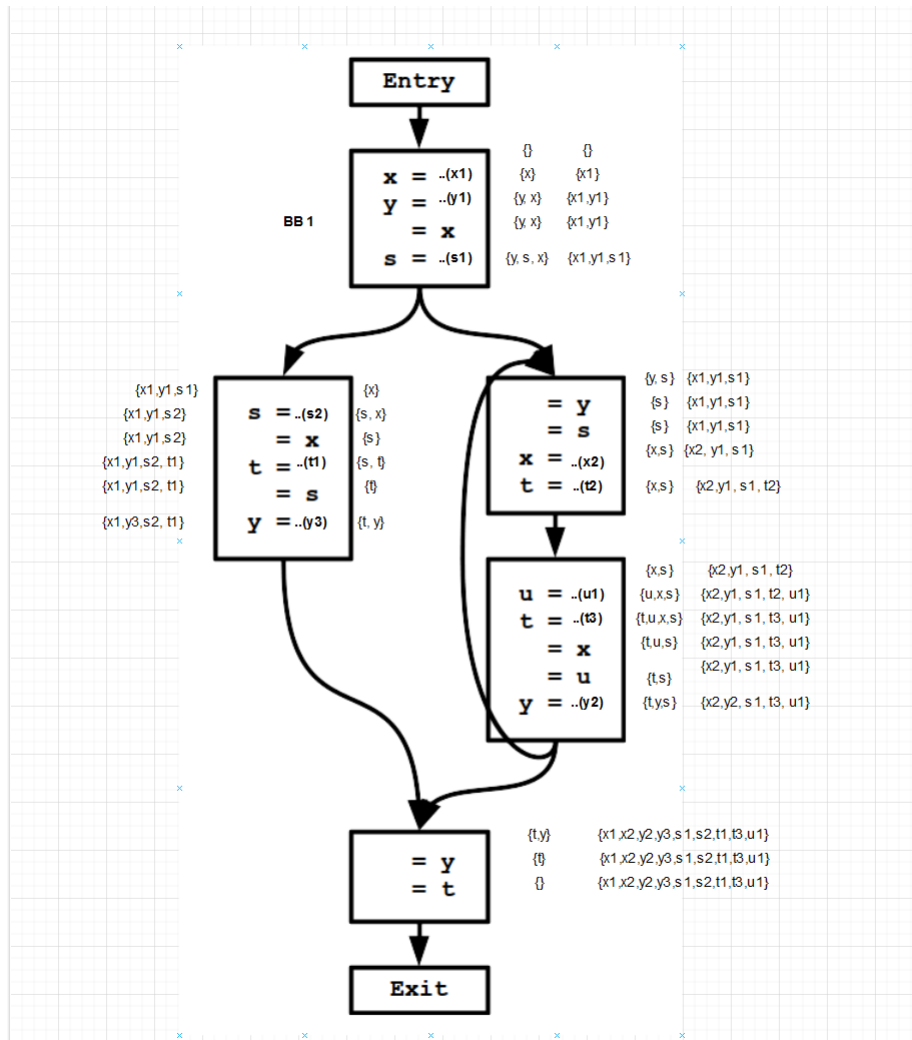 Entry
{} {}
x = ..(x1) {x} {x1}
y = ..(y1) {y, x} {x1,y1}
BB 1 = x {y, x} {x1,y1}
s = ..(s1) {y, s, x} {x1,y1,s1}
{x1,y1,s1} {x}
{x1,y1,s2} s =..(s2) {s, x}
{x1,y1,s2} = x {s}
{x1,y1,s2, t1} t =..(t1) {s, t}
{x1,y1,s2, t1} = s {t}
{x1,y3,s2, t1} y =..(y3) {t, y}
{y, s} {x1,y1,s1}
= y {s} {x1,y1,s1}
= s {s} {x1,y1,s1}
x = ..(x2) {x,s} {x2, y1, s1}
t = ..(t2) {x,s} {x2,y1, s1, t2}
{x,s} {x2,y1, s1, t2}
u = ..(u1) {u,x,s} {x2,y1, s1, t2, u1}
t = ..(t3) {t,u,x,s} {x2,y1, s1, t3, u1}
= x {t,u,s} {x2,y1, s1, t3, u1}
= u {t,s} {x2,y1, s1, t3, u1}
y = ..(y2) {t,y,s} {x2,y2, s1, t3, u1}
{t,y} {x1,x2,y2,y3,s1,s2,t1,t3,u1}
= y {t} {x1,x2,y2,y3,s1,s2,t1,t3,u1}
= t {} {x1,x2,y2,y3,s1,s2,t1,t3,u1}
Exit